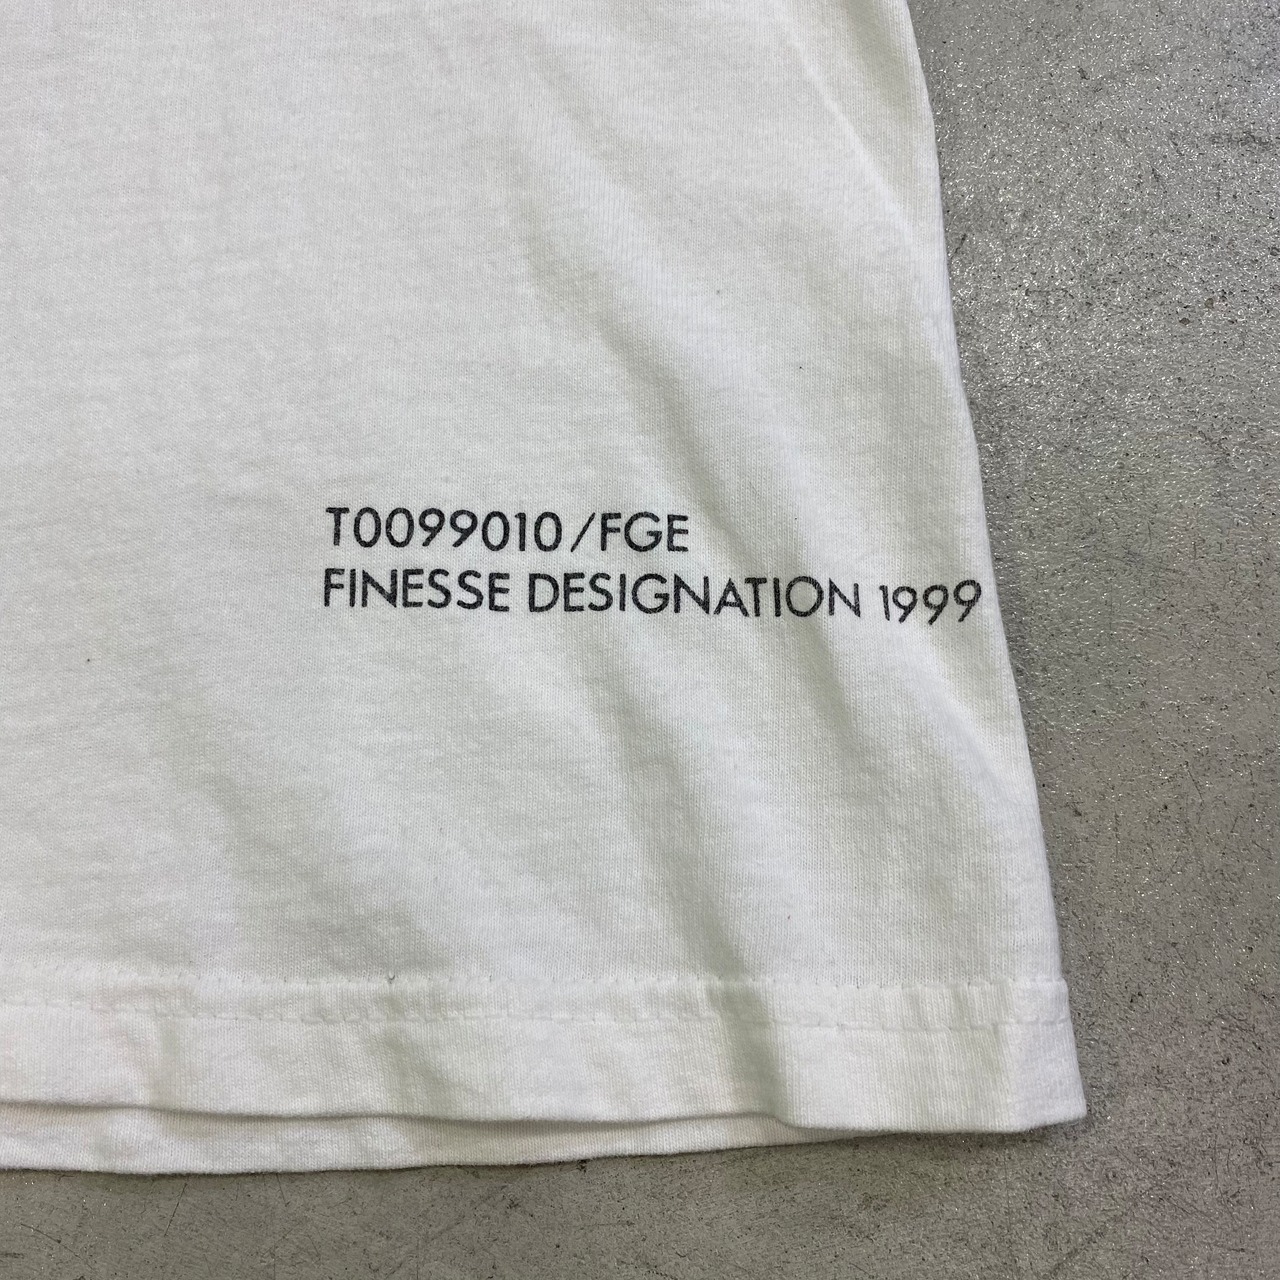 T0099010/FGE
FINESSE DESIGNATION 1999